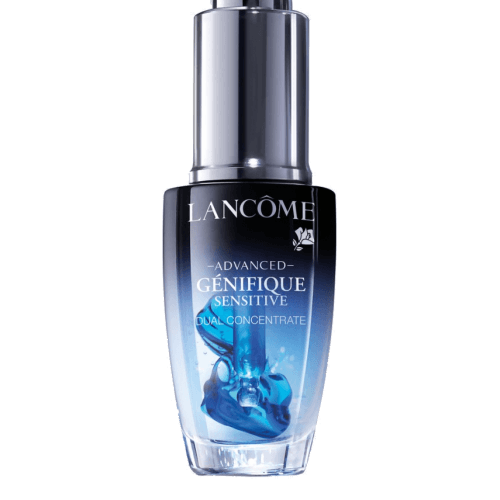 LANCÔME
–ADVANCED–
GÉNIFIQUE
SENSITIVE
DUAL CONCENTRATE